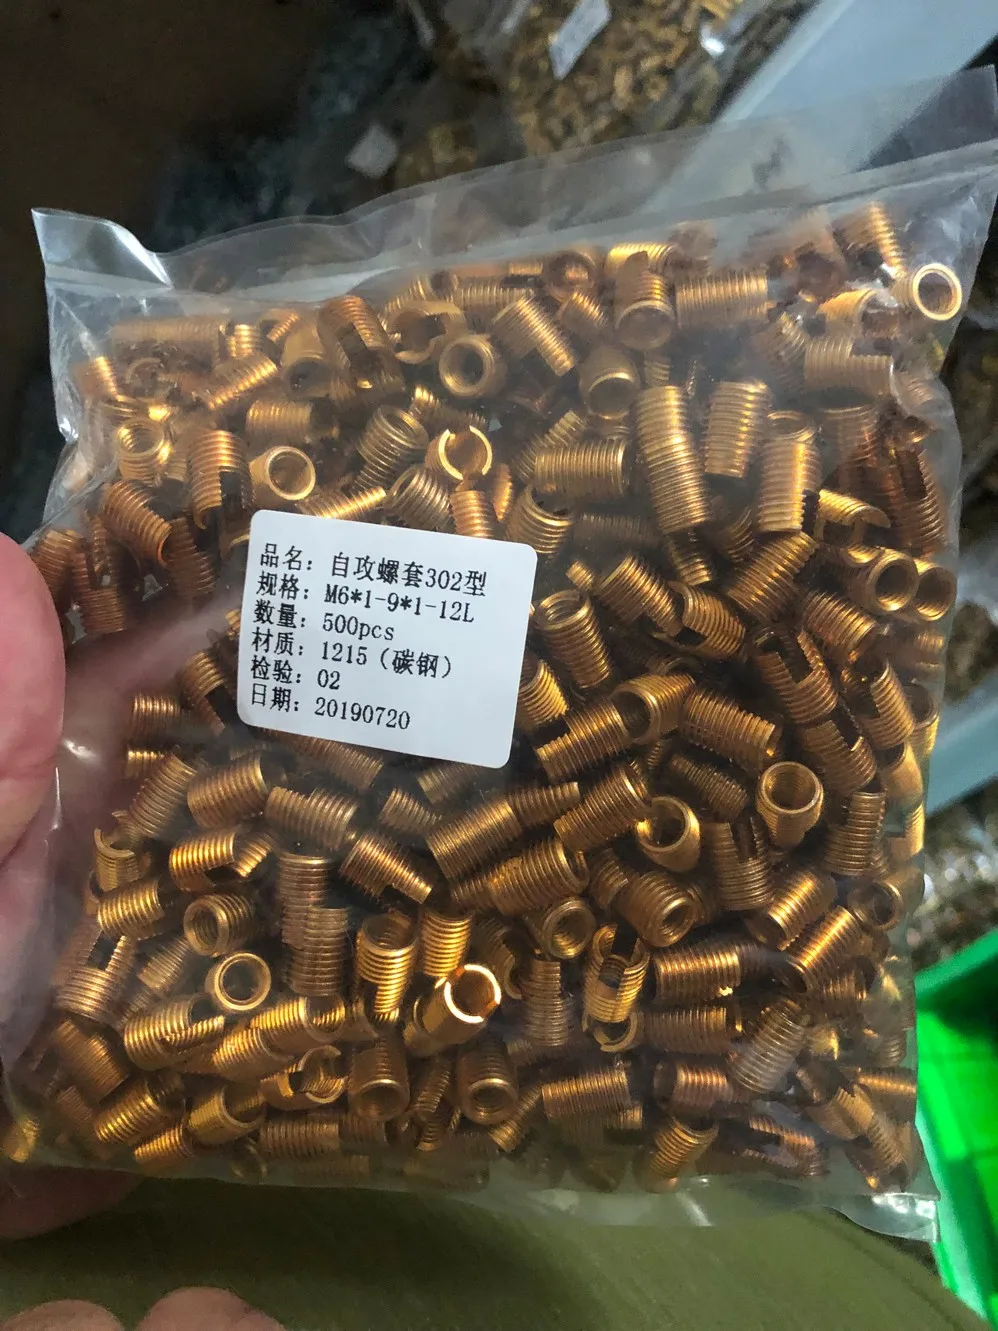 品名：自攻螺套302型
规格：M6*1-9*1-12L
数量：500pcs
材质：1215（碳钢）
检验：02
日期：20190720